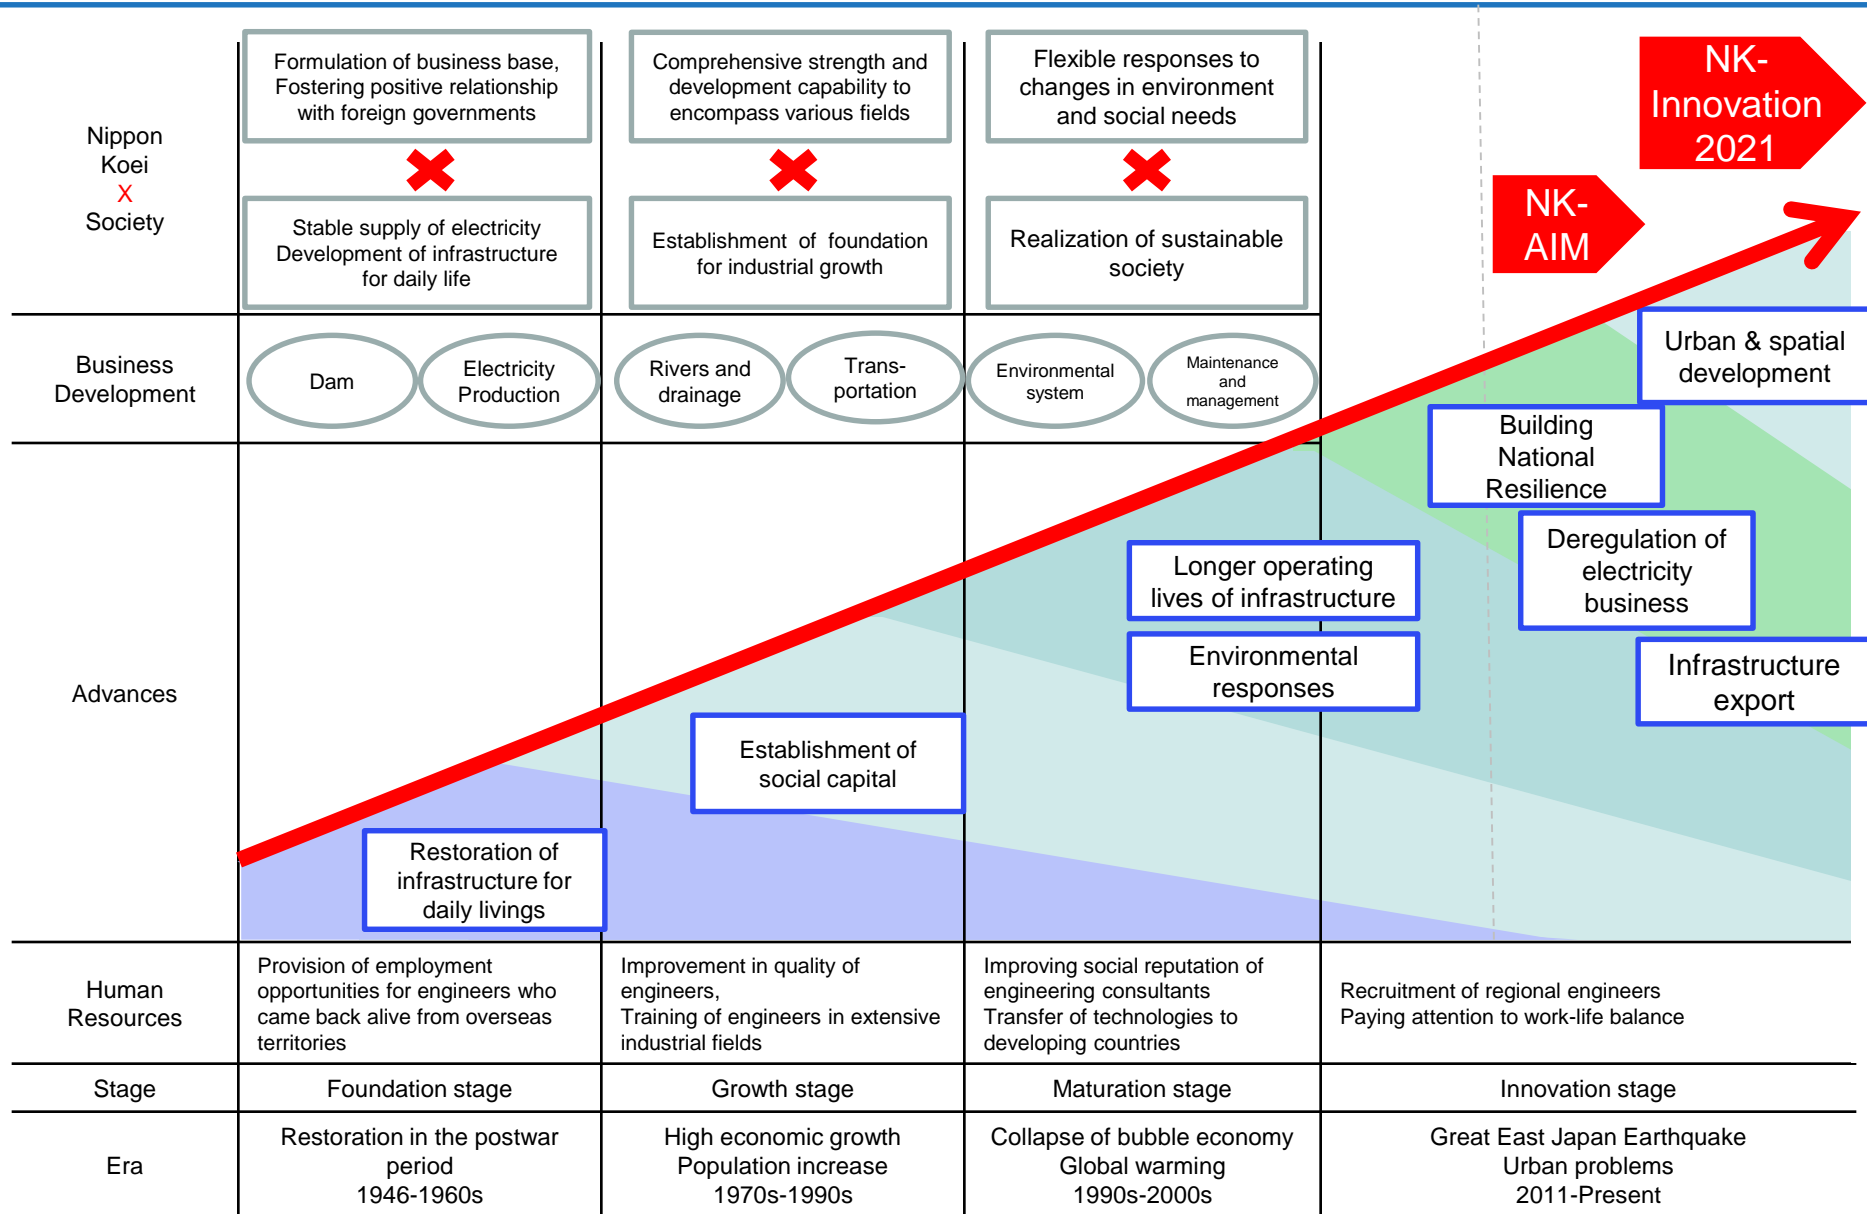 Nippon
Koei
X
Society
Formulation of business base,
Fostering positive relationship
with foreign governments
Stable supply of electricity
Development of infrastructure
for daily life
Comprehensive strength and
development capability to
encompass various fields
Establishment of foundation
for industrial growth
Flexible responses to
changes in environment
and social needs
Realization of sustainable
society
NK-
AIM
NK-
Innovation
2021
Business
Development
Dam
Electricity
Production
Rivers and
drainage
Trans-
portation
Environmental
system
Maintenance
and
management
Advances
Restoration of
infrastructure for
daily livings
Establishment of
social capital
Longer operating
lives of infrastructure
Environmental
responses
Building
National
Resilience
Urban & spatial
development
Deregulation of
electricity
business
Infrastructure
export
Human
Resources
Provision of employment
opportunities for engineers who
came back alive from overseas
territories
Improvement in quality of
engineers,
Training of engineers in extensive
industrial fields
Improving social reputation of
engineering consultants
Transfer of technologies to
developing countries
Recruitment of regional engineers
Paying attention to work-life balance
Stage
Foundation stage
Growth stage
Maturation stage
Innovation stage
Era
Restoration in the postwar
period
1946-1960s
High economic growth
Population increase
1970s-1990s
Collapse of bubble economy
Global warming
1990s-2000s
Great East Japan Earthquake
Urban problems
2011-Present